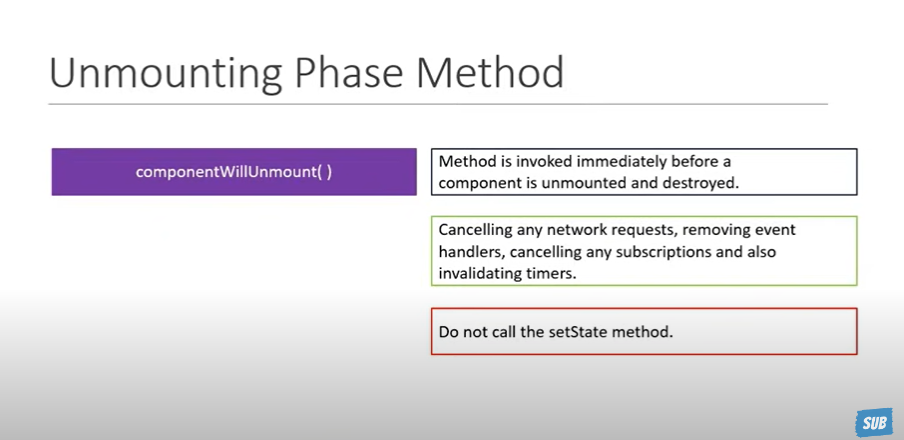 Unmounting Phase Method
componentWillUnmount( )
Method is invoked immediately before a
component is unmounted and destroyed.
Cancelling any network requests, removing event
handlers, cancelling any subscriptions and also
invalidating timers.
Do not call the setState method.
SUB